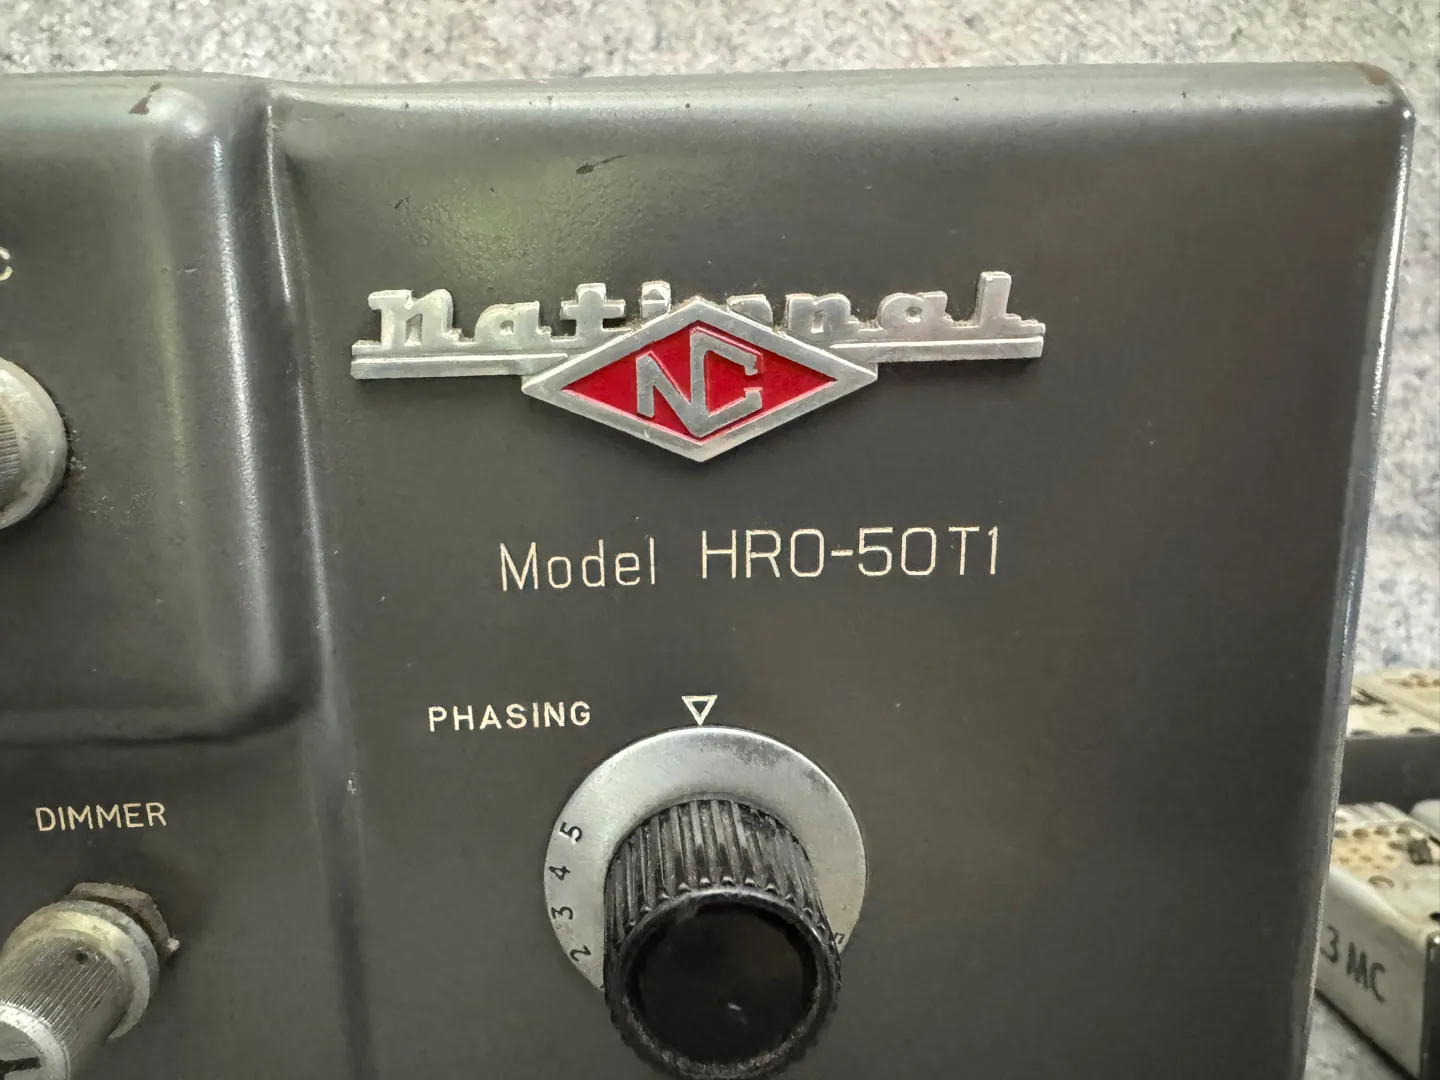 C
National
NC
Model HRO-50T1
PHASING
DIMMER
5
4
3
2
3 MC